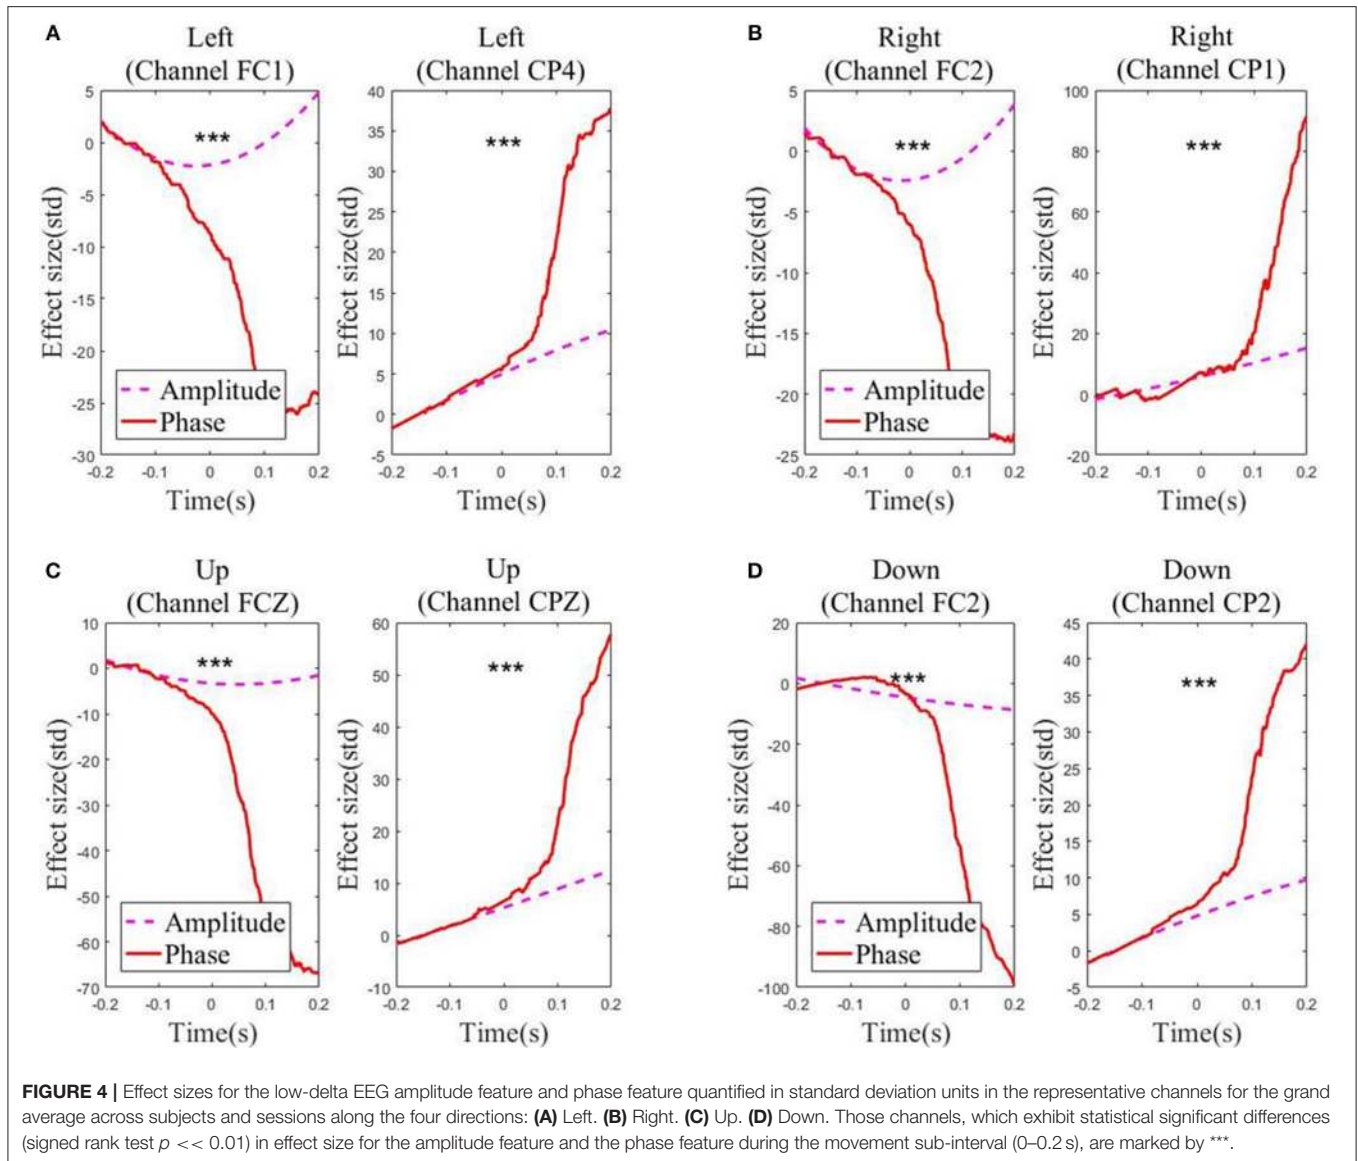 A
Left
(Channel FC1)
5
0
-5
-10
-15
-20
-25
-30
-0.2
-0.1
0
0.1
0.2
Effect size(std)
Time(s)
***
Amplitude
Phase
Left
(Channel CP4)
40
35
30
25
20
15
10
5
0
-5
-0.2
-0.1
0
0.1
0.2
Effect size(std)
Time(s)
***
B
Right
(Channel FC2)
5
0
-5
-10
-15
-20
-25
-0.2
-0.1
0
0.1
0.2
Effect size(std)
Time(s)
***
Amplitude
Phase
Right
(Channel CP1)
100
80
60
40
20
0
-20
-0.2
-0.1
0
0.1
0.2
Effect size(std)
Time(s)
***
C
Up
(Channel FCZ)
10
0
-10
-20
-30
-40
-50
-60
-70
-0.2
-0.1
0
0.1
0.2
Effect size(std)
Time(s)
***
Amplitude
Phase
Up
(Channel CPZ)
60
50
40
30
20
10
0
-10
-0.2
-0.1
0
0.1
0.2
Effect size(std)
Time(s)
***
D
Down
(Channel FC2)
20
0
-20
-40
-60
-80
-100
-0.2
-0.1
0
0.1
0.2
Effect size(std)
Time(s)
***
Amplitude
Phase
Down
(Channel CP2)
45
40
35
30
25
20
15
10
5
0
-5
-0.2
-0.1
0
0.1
0.2
Effect size(std)
Time(s)
***
FIGURE 4 | Effect sizes for the low-delta EEG amplitude feature and phase feature quantified in standard deviation units in the representative channels for the grand
average across subjects and sessions along the four directions: (A) Left. (B) Right. (C) Up. (D) Down. Those channels, which exhibit statistical significant differences
(signed rank test p << 0.01) in effect size for the amplitude feature and the phase feature during the movement sub-interval (0–0.2 s), are marked by ***.